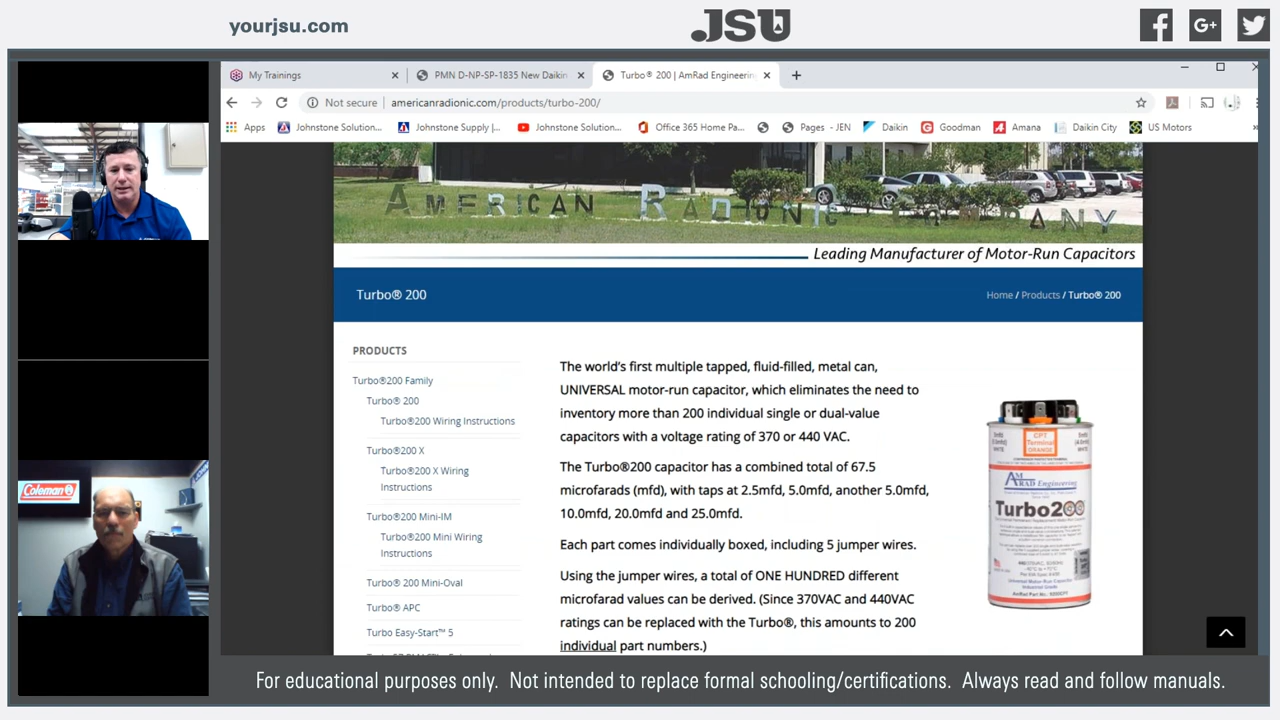 yourjsu.com
JSU
My Trainings
PMN D-NP-SP-1835 New Daikin
Turbo® 200 | AmRad Engineerin
Not secure
americanradionic.com/products/turbo-200/
Apps
Johnstone Solution...
Johnstone Supply |...
Johnstone Solution...
Office 365 Home Pa...
Pages - JEN
Daikin
Goodman
Amana
Daikin City
US Motors
AMERICAN RADIONIC COMPANY
Leading Manufacturer of Motor-Run Capacitors
Turbo® 200
Home / Products / Turbo® 200
PRODUCTS
Turbo®200 Family
Turbo® 200
Turbo®200 Wiring Instructions
Turbo®200 X
Turbo®200 X Wiring
Instructions
Turbo®200 Mini-IM
Turbo®200 Mini Wiring
Instructions
Turbo® 200 Mini-Oval
Turbo® APC
Turbo Easy-Start™ 5
The world's first multiple tapped, fluid-filled, metal can,
UNIVERSAL motor-run capacitor, which eliminates the need to
inventory more than 200 individual single or dual-value
capacitors with a voltage rating of 370 or 440 VAC.
The Turbo®200 capacitor has a combined total of 67.5
microfarads (mfd), with taps at 2.5mfd, 5.0mfd, another 5.0mfd,
10.0mfd, 20.0mfd and 25.0mfd.
Each part comes individually boxed, including 5 jumper wires.
Using the jumper wires, a total of ONE HUNDRED different
microfarad values can be derived. (Since 370VAC and 440VAC
ratings can be replaced with the Turbo®, this amounts to 200
individual part numbers.)
CPT
Terminal
ORANGE
AMRAD Engineering
Turbo200
Coleman
For educational purposes only. Not intended to replace formal schooling/certifications. Always read and follow manuals.